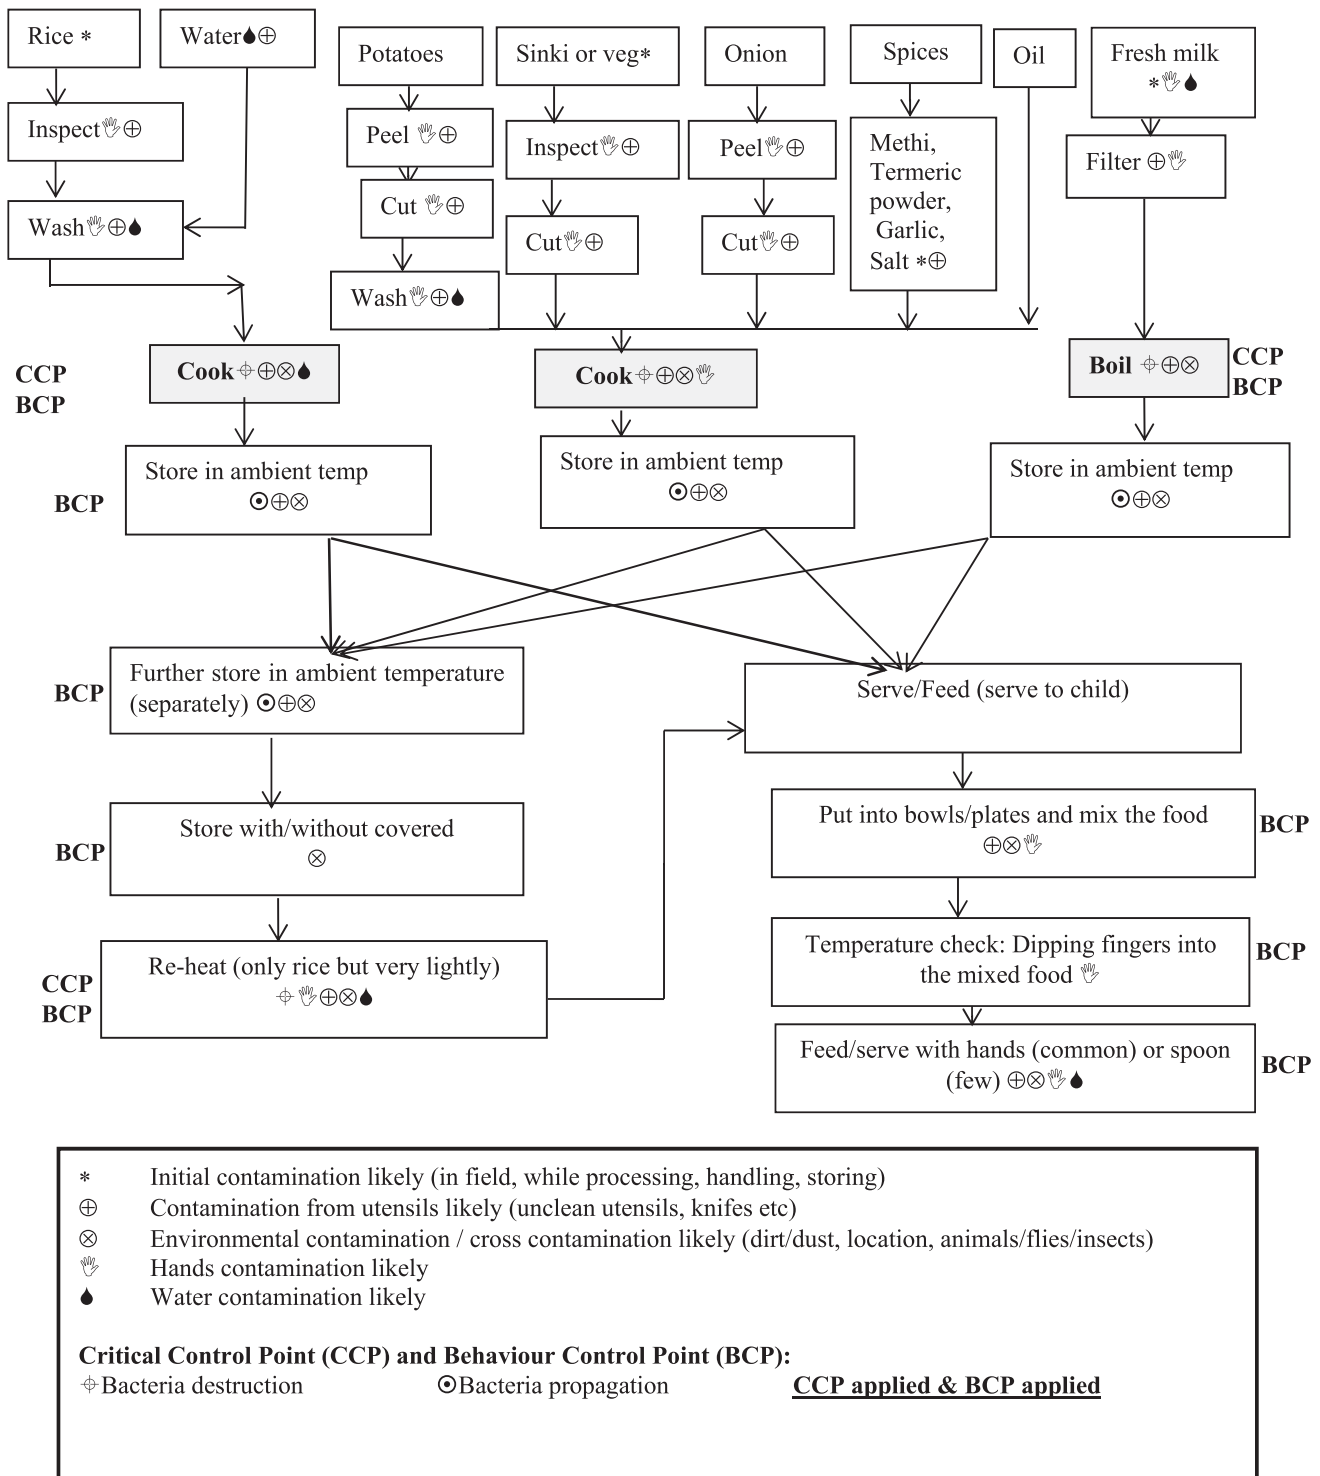 Rice *
Water💧⊕
Potatoes
Sinki or veg*
Onion
Spices
Oil
Fresh milk
*🖑💧
Inspect🖑⊕
Peel 🖑⊕
Inspect🖑⊕
Peel🖑⊕
Methi,
Termeric
powder,
Garlic,
Salt *⊕
Filter ⊕🖑
Wash🖑⊕💧
Cut 🖑⊕
Cut🖑⊕
Cut🖑⊕
Wash🖑⊕💧
CCP
BCP
Cook⌖⊕⊗💧
Cook⌖⊕⊗🖑
Boil ⌖⊕⊗
CCP
BCP
BCP
Store in ambient temp
⊙⊕⊗
Store in ambient temp
⊙⊕⊗
Store in ambient temp
⊙⊕⊗
BCP
Further store in ambient temperature
(separately) ⊙⊕⊗
Serve/Feed (serve to child)
BCP
Store with/without covered
⊗
Put into bowls/plates and mix the food
⊕⊗🖑
BCP
CCP
BCP
Re-heat (only rice but very lightly)
⌖🖑⊕⊗💧
Temperature check: Dipping fingers into
the mixed food 🖑
BCP
Feed/serve with hands (common) or spoon
(few) ⊕⊗🖑💧
BCP
* Initial contamination likely (in field, while processing, handling, storing)
⊕ Contamination from utensils likely (unclean utensils, knifes etc)
⊗ Environmental contamination / cross contamination likely (dirt/dust, location, animals/flies/insects)
🖑 Hands contamination likely
💧 Water contamination likely
Critical Control Point (CCP) and Behaviour Control Point (BCP):
⌖Bacteria destruction ⊙Bacteria propagation CCP applied & BCP applied